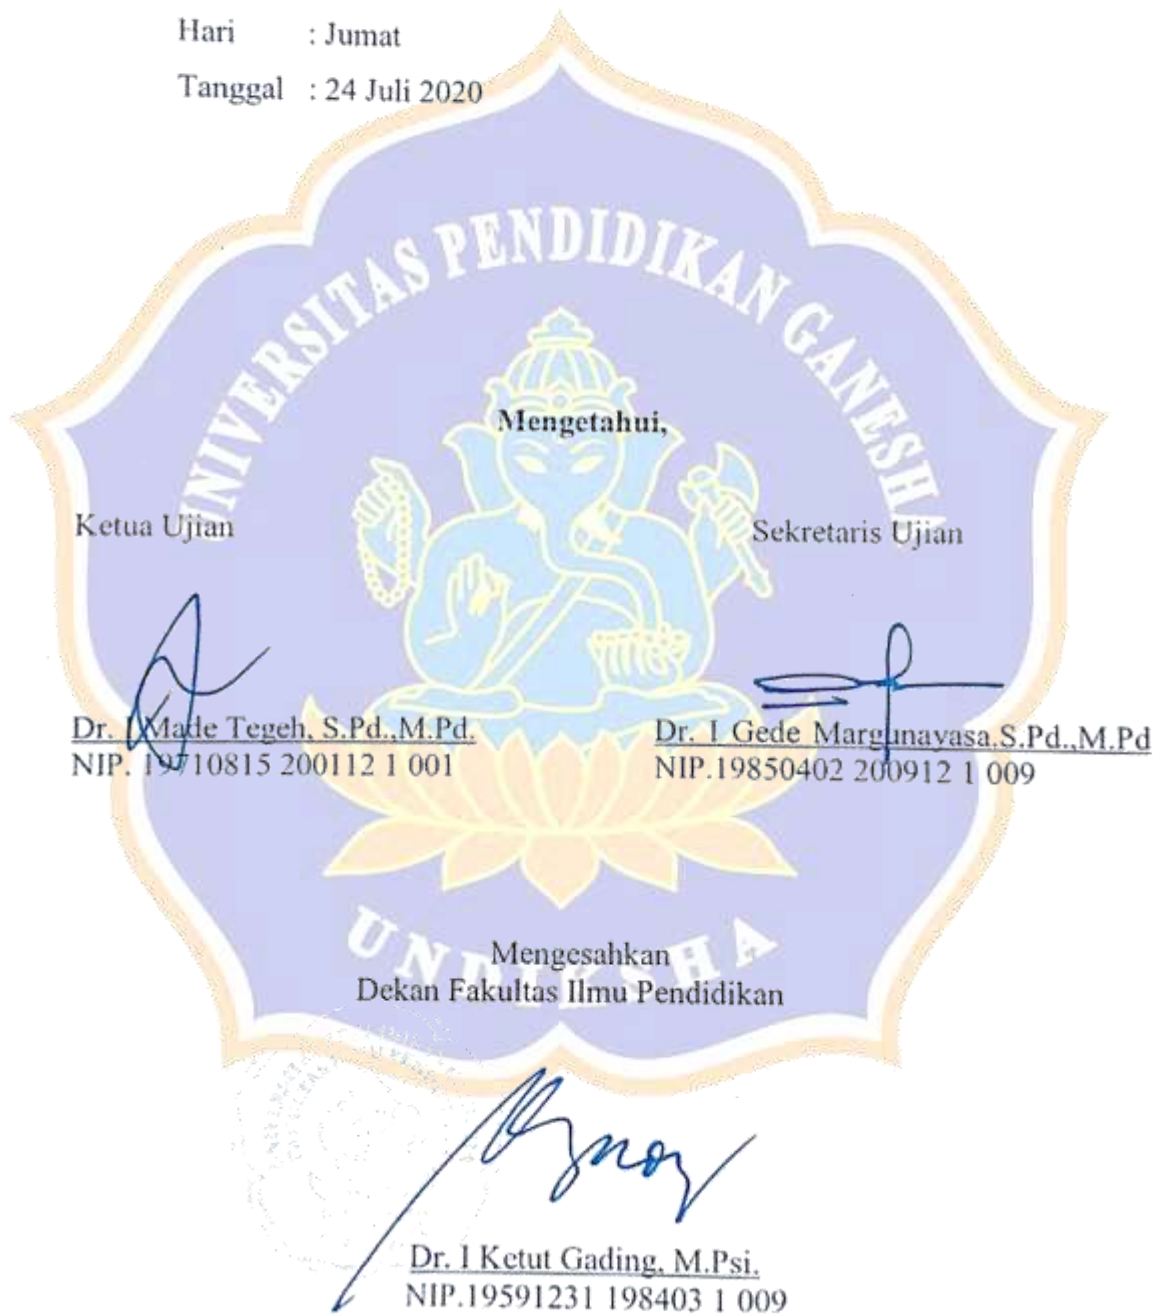 Hari : Jumat
Tanggal : 24 Juli 2020
UNIVERSITAS PENDIDIKAN GANESHA
Mengetahui,
Ketua Ujian
Sekretaris Ujian
Dr. I Made Tegeh, S.Pd.,M.Pd.
NIP. 19710815 200112 1 001
Dr. I Gede Margunayasa,S.Pd.,M.Pd
NIP.19850402 200912 1 009
UNDIKSHA
Mengesahkan
Dekan Fakultas Ilmu Pendidikan
Dr. I Ketut Gading, M.Psi.
NIP.19591231 198403 1 009